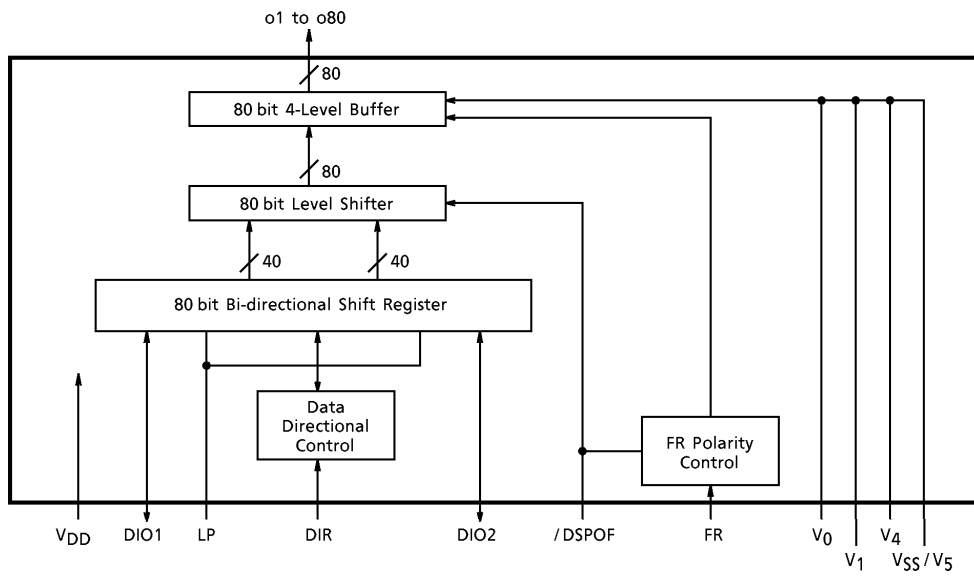 o1 to o80
80
80 bit 4-Level Buffer
80
80 bit Level Shifter
40 40
80 bit Bi-directional Shift Register
Data
Directional
Control
FR Polarity
Control
VDD DIO1 LP DIR DIO2 /DSPOF FR V0 V4
V1 VSS/V5